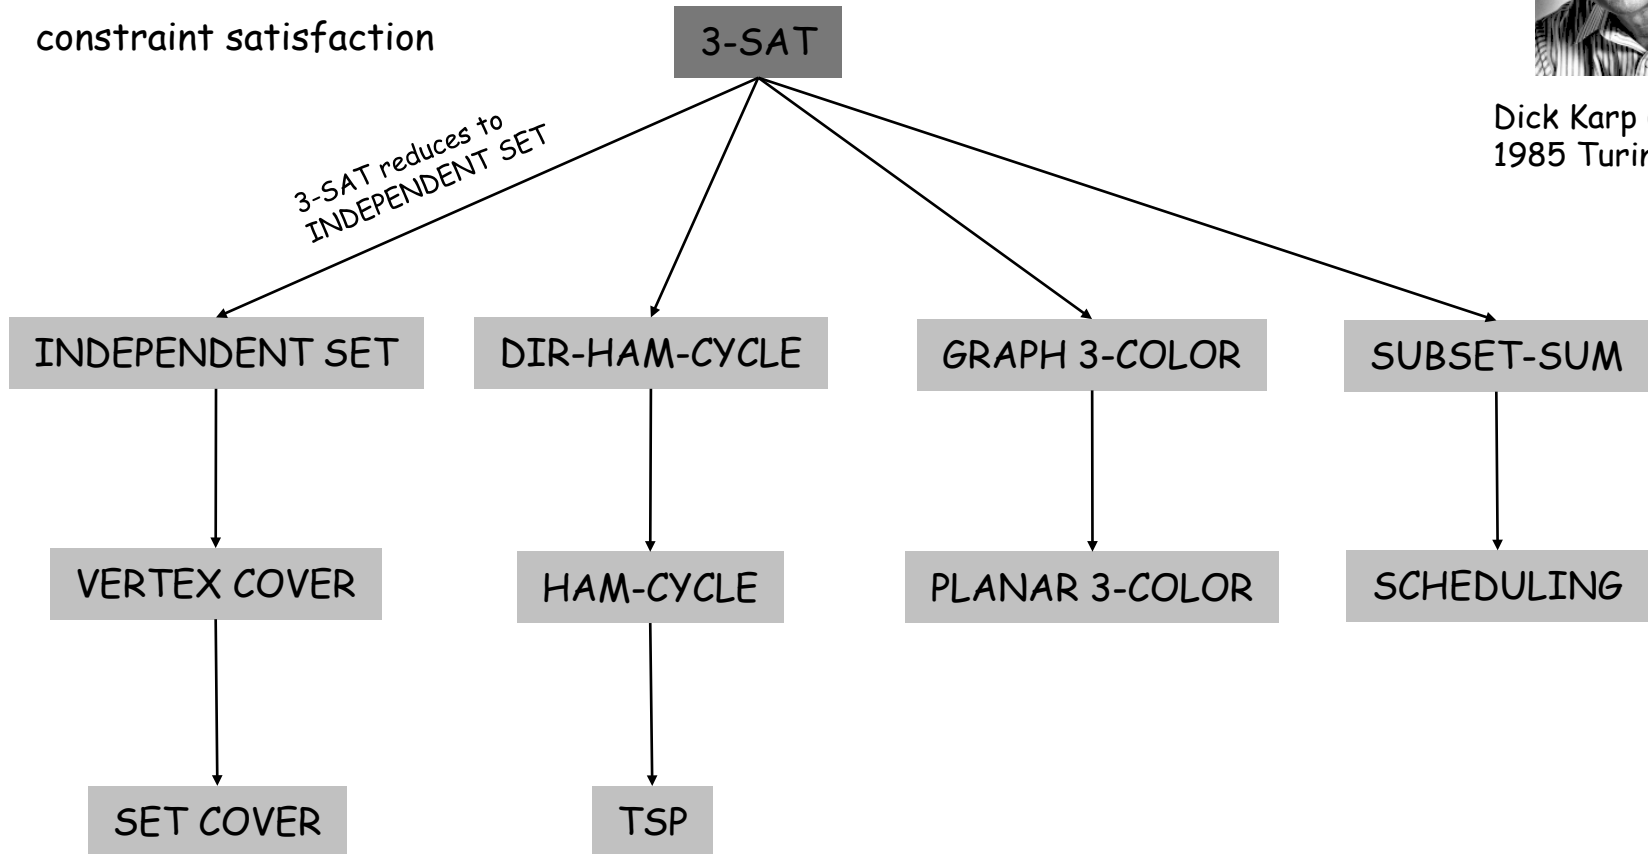 constraint satisfaction
3-SAT
Dick Karp
1985
3-SAT reduces to
INDEPENDENT SET
INDEPENDENT SET
DIR-HAM-CYCLE
GRAPH 3-COLOR
SUBSET-SUM
VERTEX COVER
HAM-CYCLE
PLANAR 3-COLOR
SCHEDULING
SET COVER
TSP